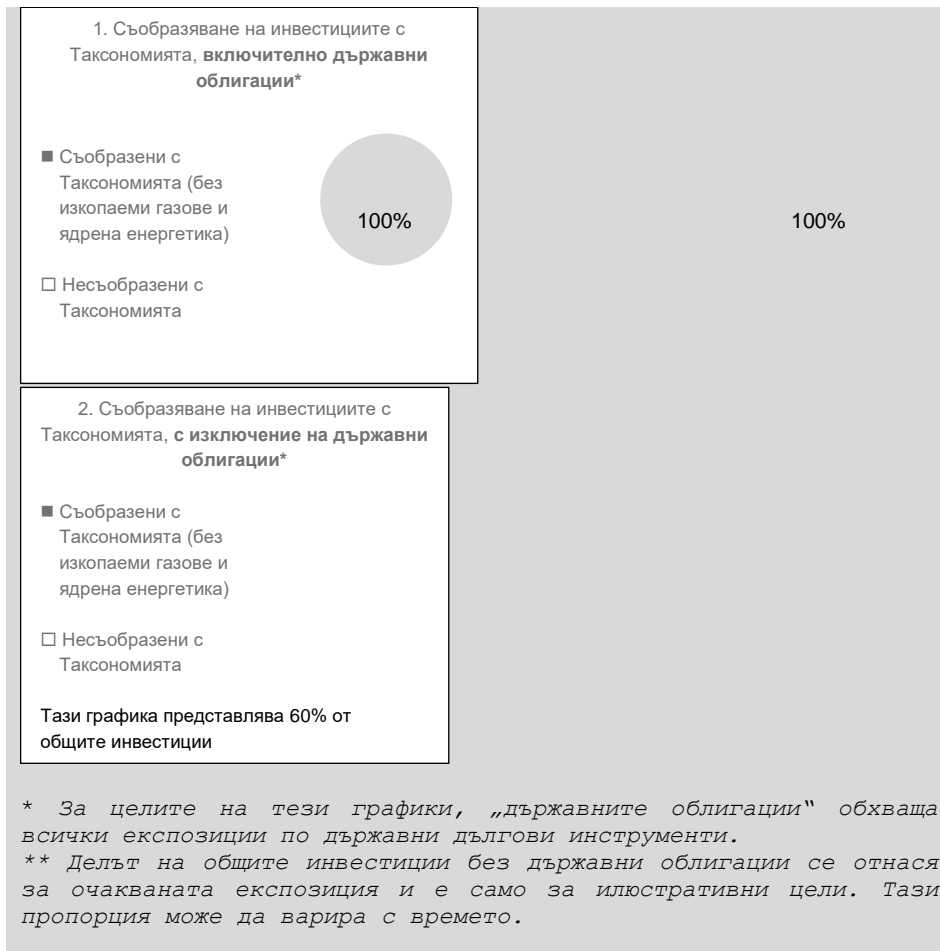 1. Съобразяване на инвестициите с
Таксономията, включително държавни
облигации*
■ Съобразени с
Таксономията (без
изкопаеми газове и
ядрена енергетика)
100%
100%
□ Несъобразени с
Таксономията
2. Съобразяване на инвестициите с
Таксономията, с изключение на държавни
облигации*
■ Съобразени с
Таксономията (без
изкопаеми газове и
ядрена енергетика)
□ Несъобразени с
Таксономията
Тази графика представлява 60% от
общите инвестиции
* За целите на тези графики, „държавните облигации“ обхваща
всички експозиции по държавни дългови инструменти.
** Делът на общите инвестиции без държавни облигации се отнася
за очакваната експозиция и е само за илюстративни цели. Тази
пропорция може да варира с времето.